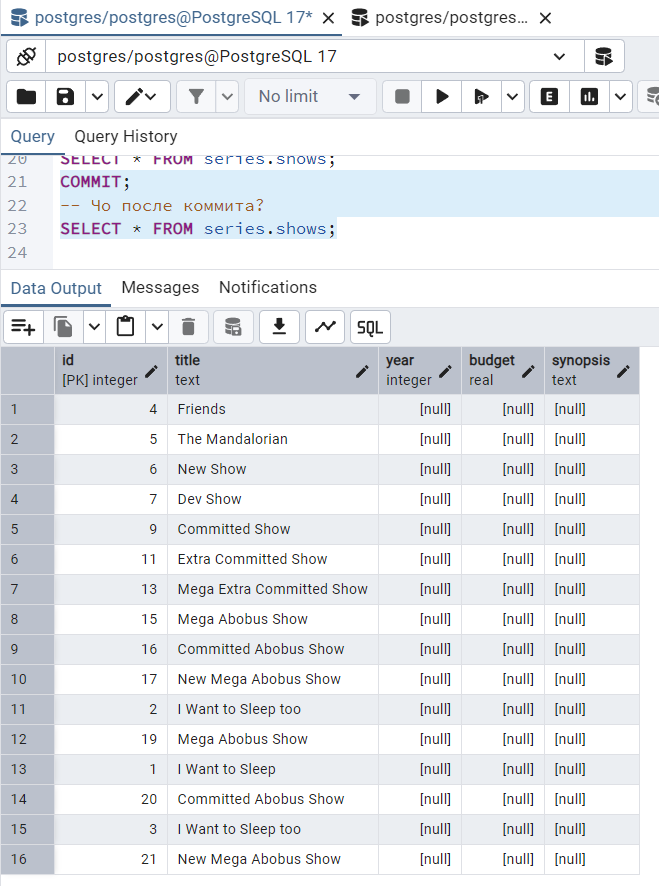 postgres/postgres@PostgreSQL 17* postgres/postgres...
postgres/postgres@PostgreSQL 17
No limit
E
Query Query History
20 SELECT * FROM series.shows;
21 COMMIT;
22 -- Чо после коммита?
23 SELECT * FROM series.shows;
24
Data Output Messages Notifications
SQL
id title year budget synopsis
[PK] integer text integer real text
1 4 Friends [null] [null] [null]
2 5 The Mandalorian [null] [null] [null]
3 6 New Show [null] [null] [null]
4 7 Dev Show [null] [null] [null]
5 9 Committed Show [null] [null] [null]
6 11 Extra Committed Show [null] [null] [null]
7 13 Mega Extra Committed Show [null] [null] [null]
8 15 Mega Abobus Show [null] [null] [null]
9 16 Committed Abobus Show [null] [null] [null]
10 17 New Mega Abobus Show [null] [null] [null]
11 2 I Want to Sleep too [null] [null] [null]
12 19 Mega Abobus Show [null] [null] [null]
13 1 I Want to Sleep [null] [null] [null]
14 20 Committed Abobus Show [null] [null] [null]
15 3 I Want to Sleep too [null] [null] [null]
16 21 New Mega Abobus Show [null] [null] [null]